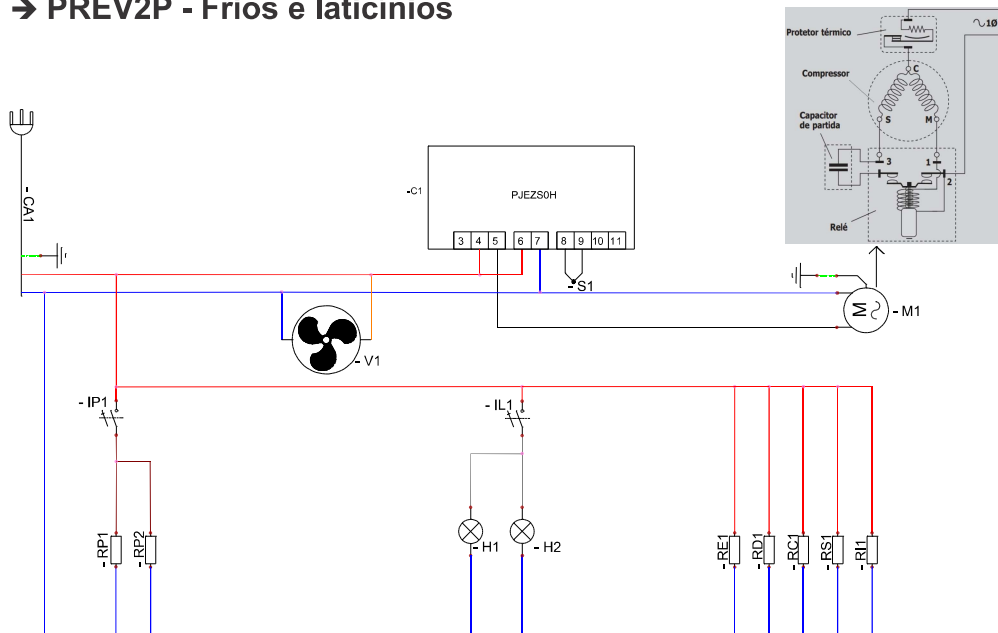 → PREV2P - Frios e laticínios
Protetor térmico
1Ø
Compressor
C
S
M
Capacitor
de partida
3
1
2
Relé
- CA1
-C1
PJEZS0H
3 4 5 6 7 8 9 10 11
- S1
M
- M1
- V1
- IP1
- IL1
- RP1
- RP2
- H1
- H2
- RE1
- RD1
- RC1
- RS1
- RI1